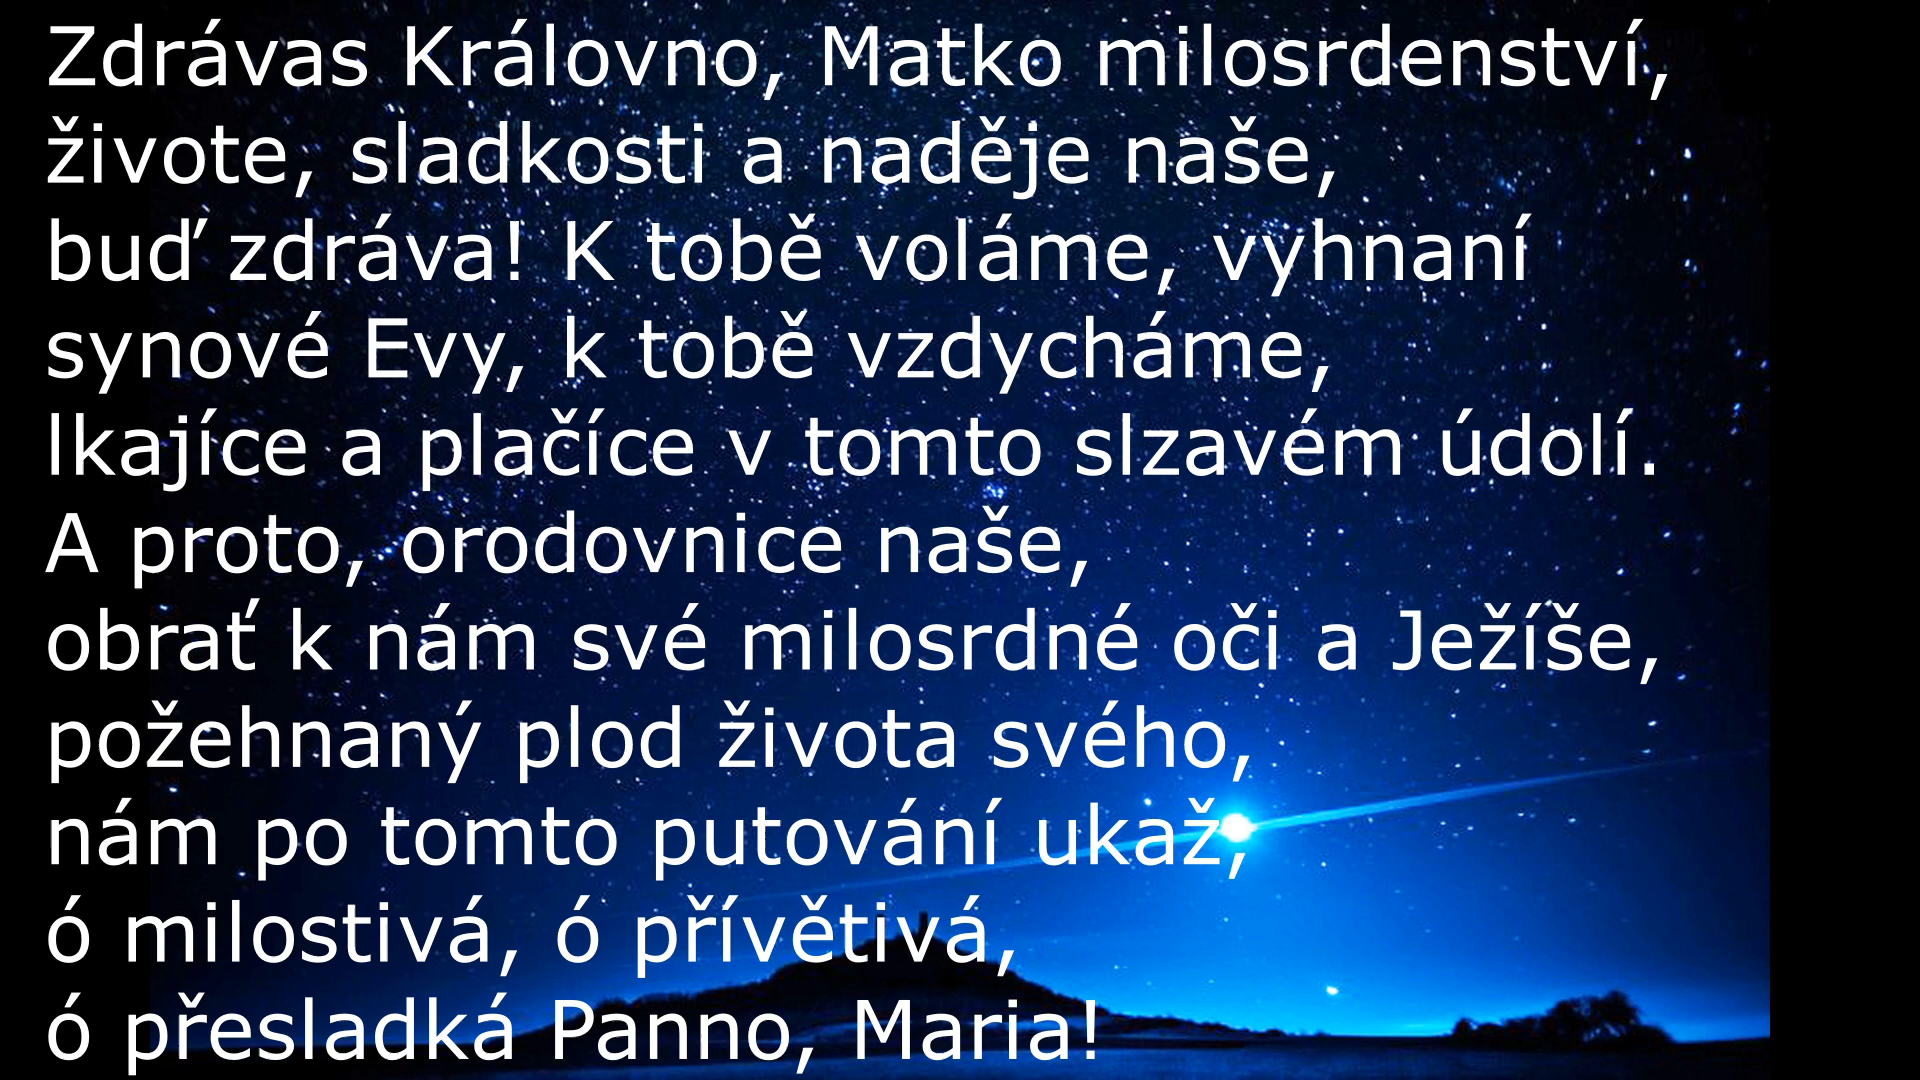 Zdrávas Královno, Matko milosrdenství,
živote, sladkosti a naděje naše,
buď zdráva! K tobě voláme, vyhnaní
synové Evy, k tobě vzdycháme,
lkajíce a plačíce v tomto slzavém údolí.
A proto, orodovnice naše,
obrať k nám své milosrdné oči a Ježíše,
požehnaný plod života svého,
nám po tomto putování ukaž,
ó milostivá, ó přívětivá,
ó přesladká Panno, Maria!